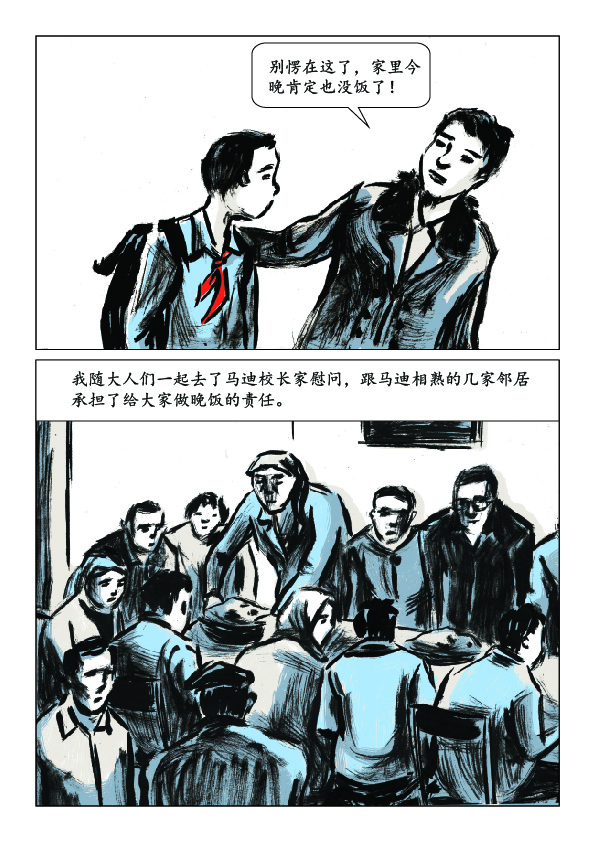 别愣在这了，家里今
晚肯定也没饭了！
我随大人们一起去了马迪校长家慰问，跟马迪相熟的几家邻居
承担了给大家做晚饭的责任。